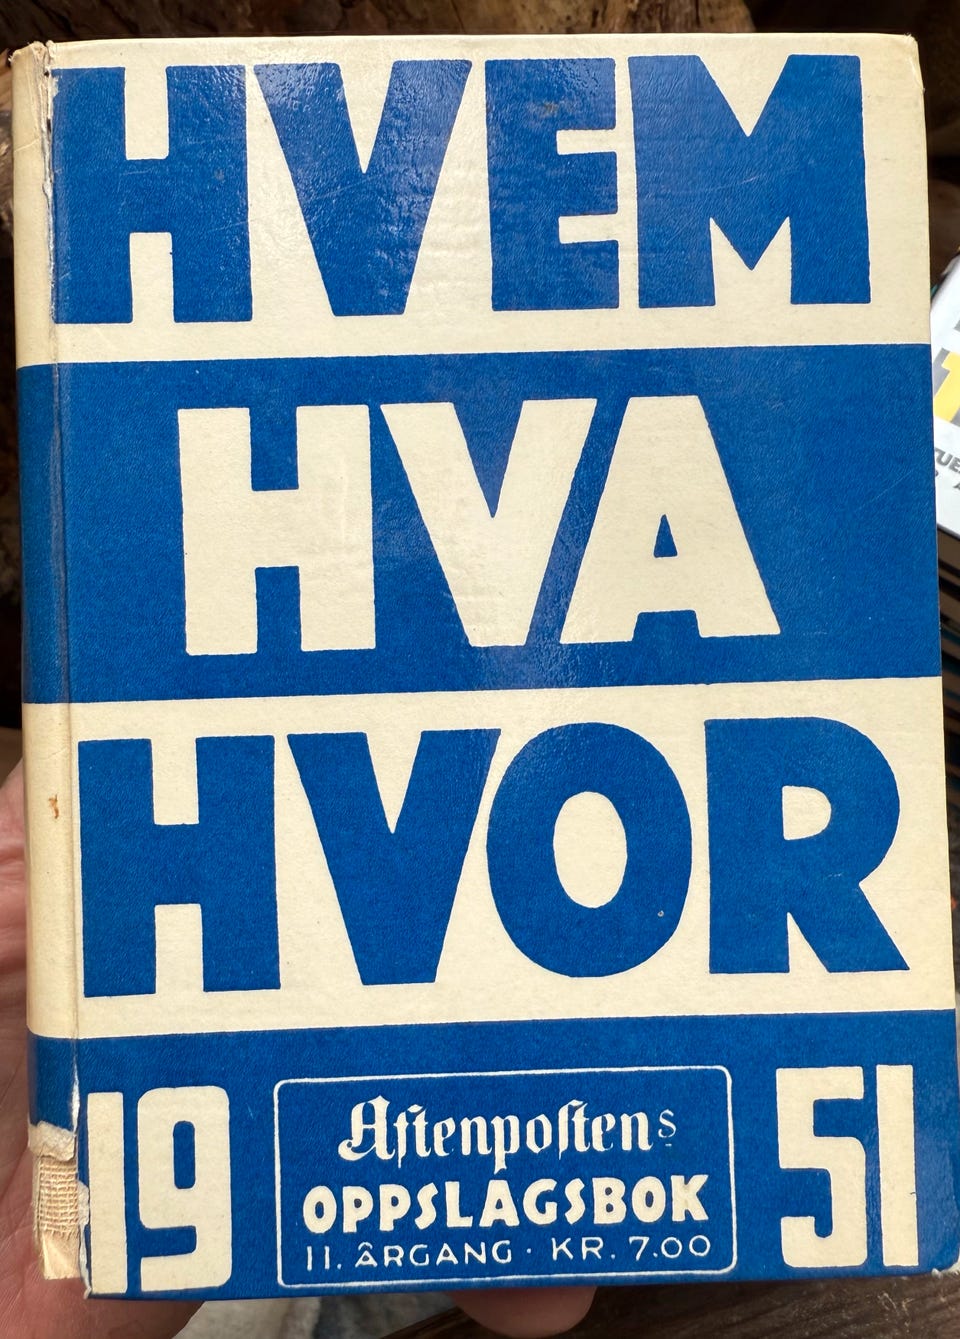 HVEM
HVA
HVOR
19 51
Aftenpostens
OPPSLAGSBOK
11. ÅRGANG · KR. 7.00